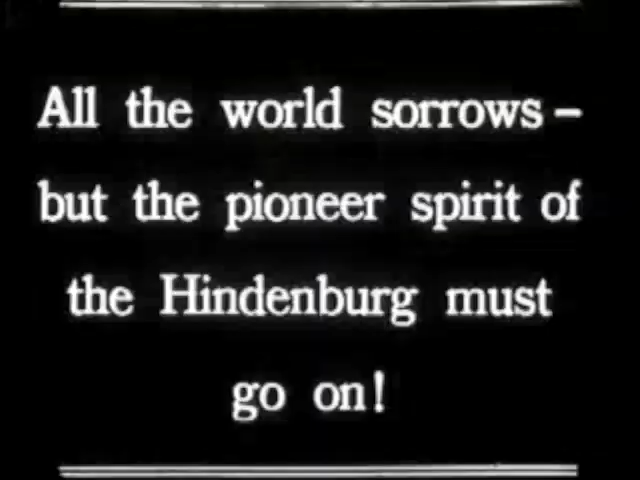 All the world sorrows –
but the pioneer spirit of
the Hindenburg must
go on!